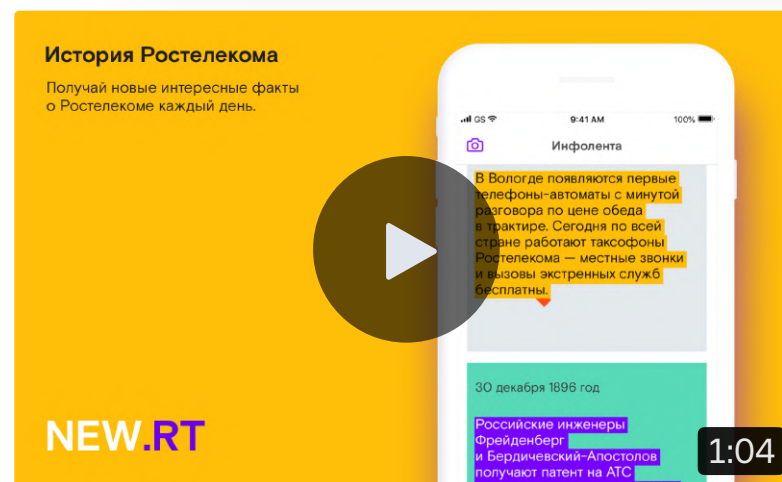 История Ростелекома
Получай новые интересные факты
о Ростелекоме каждый день.
GS
9:41 AM
100%
Инфолента
В Вологде появляются первые
телефоны-автоматы с минутой
разговора по цене обеда
в трактире. Сегодня по всей
стране работают таксофоны
Ростелекома — местные звонки
и вызовы экстренных служб
бесплатны.
30 декабря 1896 год
Российские инженеры
Фрейденберг
и Бердичевский-Апостолов
получают патент на АТС
NEW.RT
1:04